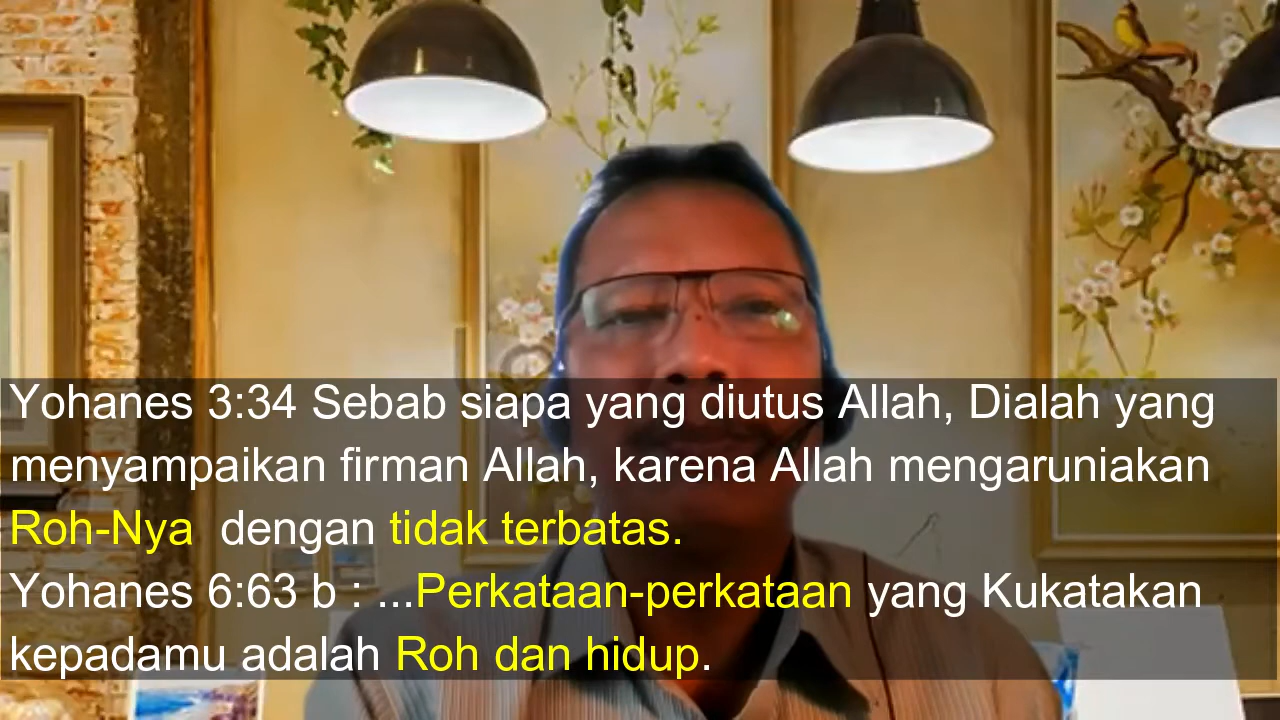 Yohanes 3:34 Sebab siapa yang diutus Allah, Dialah yang
menyampaikan firman Allah, karena Allah mengaruniakan
Roh-Nya  dengan tidak terbatas.
Yohanes 6:63 b : ...Perkataan-perkataan yang Kukatakan
kepadamu adalah Roh dan hidup.